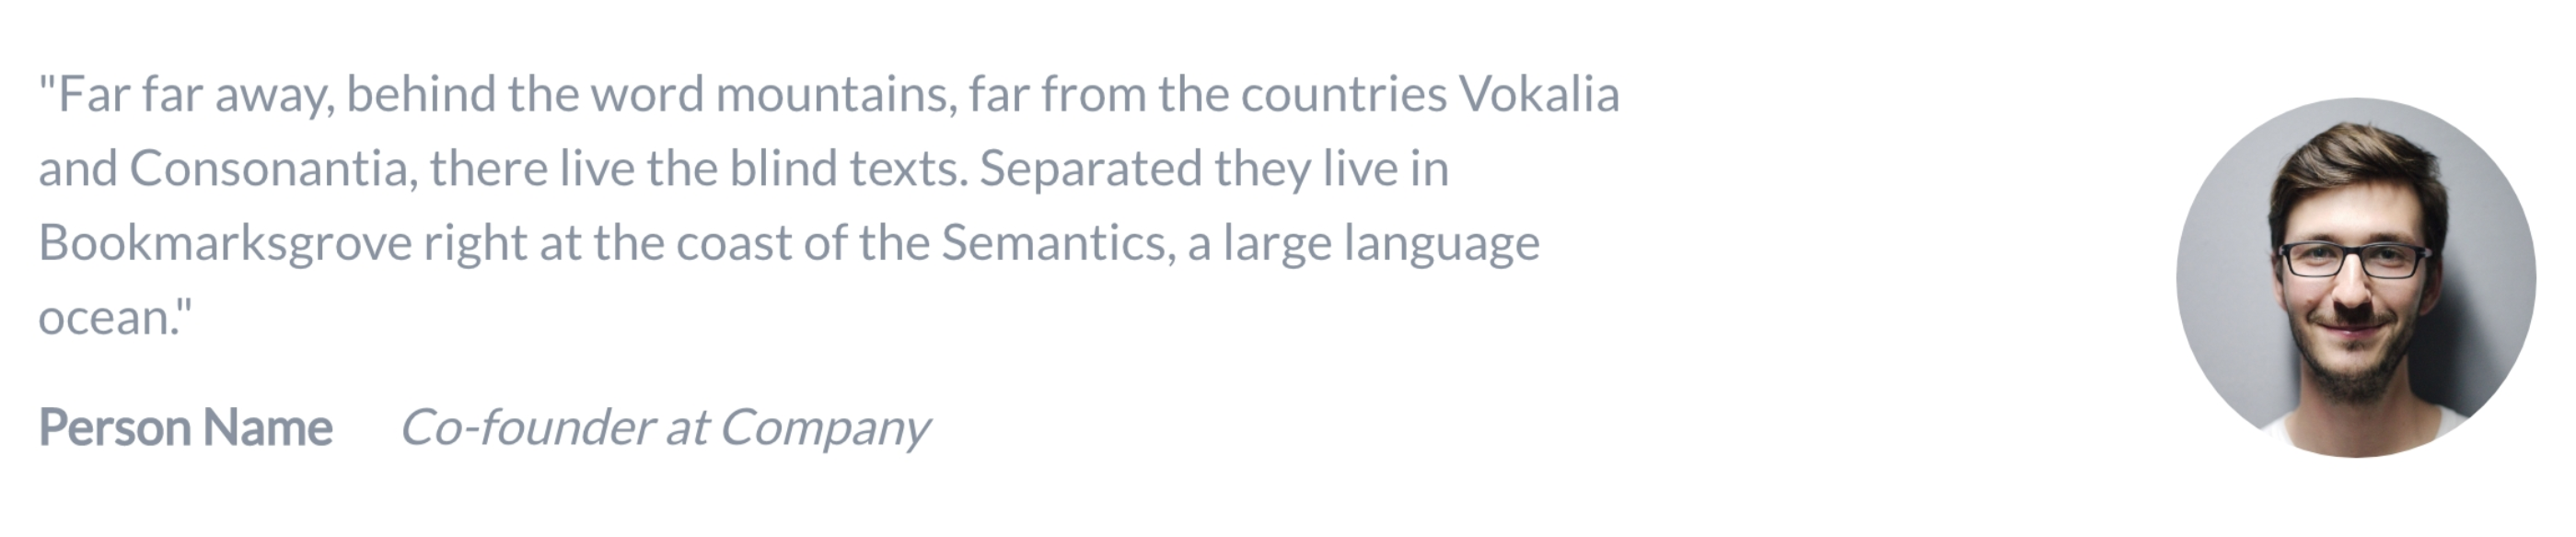 "Far far away, behind the word mountains, far from the countries Vokalia
and Consonantia, there live the blind texts. Separated they live in
Bookmarksgrove right at the coast of the Semantics, a large language
ocean."
Person Name Co-founder at Company